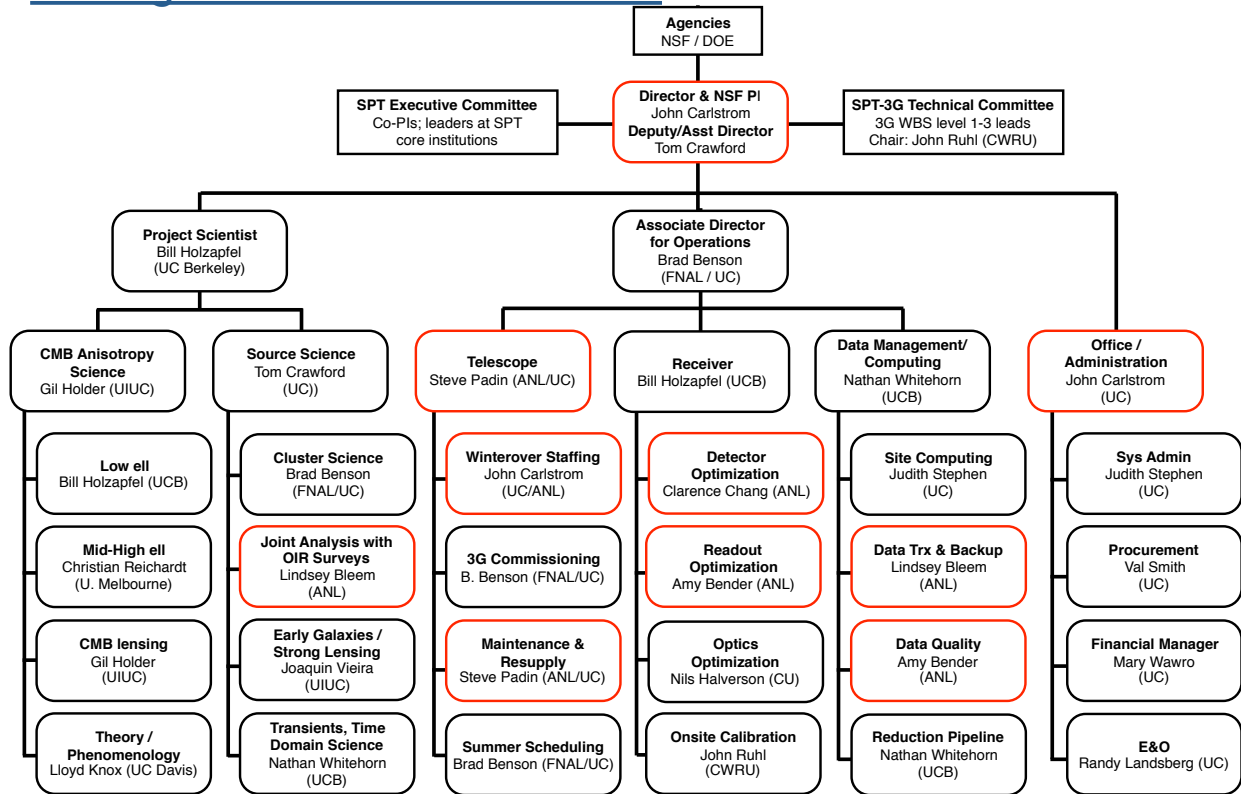 Agencies
NSF / DOE
SPT Executive Committee
Co-PIs; leaders at SPT
core institutions
Director & NSF PI
John Carlstrom
Deputy/Asst Director
Tom Crawford
SPT-3G Technical Committee
3G WBS level 1-3 leads
Chair: John Ruhl (CWRU)
Project Scientist
Bill Holzapfel
(UC Berkeley)
Associate Director
for Operations
Brad Benson
(FNAL / UC)
CMB Anisotropy
Science
Gil Holder (UIUC)
Source Science
Tom Crawford
(UC))
Telescope
Steve Padin (ANL/UC)
Receiver
Bill Holzapfel (UCB)
Data Management/
Computing
Nathan Whitehorn
(UCB)
Office /
Administration
John Carlstrom
(UC)
Low ell
Bill Holzapfel (UCB)
Cluster Science
Brad Benson
(FNAL/UC)
Winterover Staffing
John Carlstrom
(UC/ANL)
Detector
Optimization
Clarence Chang (ANL)
Site Computing
Judith Stephen
(UC)
Sys Admin
Judith Stephen
(UC)
Mid-High ell
Christian Reichardt
(U. Melbourne)
Joint Analysis with
OIR Surveys
Lindsey Bleem
(ANL)
3G Commissioning
B. Benson (FNAL/UC)
Readout
Optimization
Amy Bender (ANL)
Data Trx & Backup
Lindsey Bleem
(ANL)
Procurement
Val Smith
(UC)
CMB lensing
Gil Holder
(UIUC)
Early Galaxies /
Strong Lensing
Joaquin Vieira
(UIUC)
Maintenance &
Resupply
Steve Padin (ANL/UC)
Optics
Optimization
Nils Halverson (CU)
Data Quality
Amy Bender
(ANL)
Financial Manager
Mary Wawro
(UC)
Theory /
Phenomenology
Lloyd Knox (UC Davis)
Transients, Time
Domain Science
Nathan Whitehorn
(UCB)
Summer Scheduling
Brad Benson (FNAL/UC)
Onsite Calibration
John Ruhl
(CWRU)
Reduction Pipeline
Nathan Whitehorn
(UCB)
E&O
Randy Landsberg (UC)